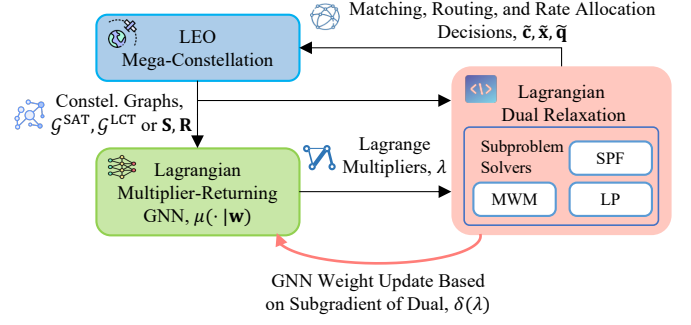 Matching, Routing, and Rate Allocation
Decisions, c̃, x̃, q̃
LEO
Mega-Constellation
Constel. Graphs,
𝒢^SAT, 𝒢^LCT or S, R
Lagrangian
Dual Relaxation
</>
Subproblem
Solvers
SPF
MWM
LP
Lagrange
Multipliers, λ
Lagrangian
Multiplier-Returning
GNN, μ(· |w)
GNN Weight Update Based
on Subgradient of Dual, δ(λ)